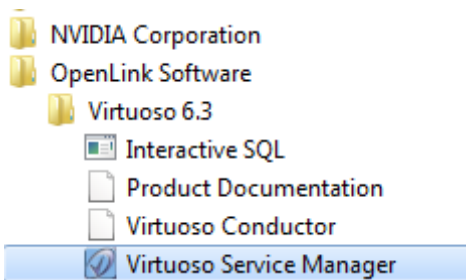 NVIDIA Corporation
OpenLink Software
Virtuoso 6.3
Interactive SQL
Product Documentation
Virtuoso Conductor
Virtuoso Service Manager